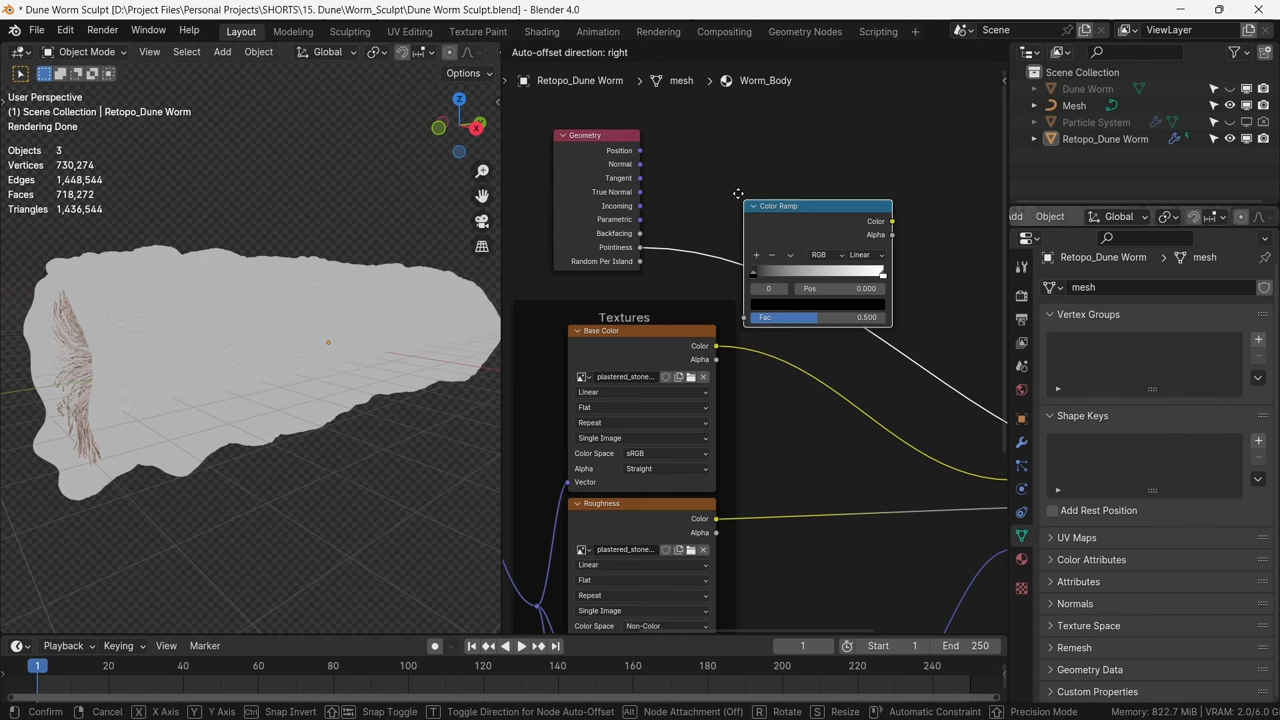 * Dune Worm_Sculpt [D:\Project Files\Personal Projects\SHORTS\15. Dune\Worm_Sculpt\Dune Worm Sculpt.blend] - Blender 4.0
File Edit Render Window Help Layout Modeling Sculpting UV Editing Texture Paint Shading Animation Rendering Compositing Geometry Nodes Scripting + Scene ViewLayer
Object Mode View Select Add Object Global Auto-offset direction: right
Options
Retopo_Dune Worm > mesh > Worm_Body
User Perspective
(1) Scene Collection | Retopo_Dune Worm
Rendering Done
Objects 3
Vertices 730,274
Edges 1,448,544
Faces 718,272
Triangles 1,436,544
Z
Y
X
Geometry
Position
Normal
Tangent
True Normal
Incoming
Parametric
Backfacing
Pointiness
Random Per Island
Color Ramp
Color
Alpha
RGB Linear
0 Pos 0.000
Fac 0.500
Textures
Base Color
Color
Alpha
plastered_stone...
Linear
Flat
Repeat
Single Image
Color Space sRGB
Alpha Straight
Vector
Roughness
Color
Alpha
plastered_stone...
Linear
Flat
Repeat
Single Image
Color Space Non-Color
Scene Collection
Dune Worm
Mesh
Particle System
Retopo_Dune Worm
Add Object Global
Retopo_Dune Worm > mesh
mesh
Vertex Groups
Shape Keys
Add Rest Position
UV Maps
Color Attributes
Attributes
Normals
Texture Space
Remesh
Geometry Data
Custom Properties
Playback Keying View Marker 1 Start 1 End 250
1 20 40 60 80 100 120 140 160 180 200 220 240
Confirm Cancel X X Axis Y Y Axis Ctrl Snap Invert Snap Toggle T Toggle Direction for Node Auto-Offset Alt Node Attachment (Off) R Rotate S Resize Automatic Constraint Precision Mode Memory: 822.7 MiB | VRAM: 2.0/6.0 G